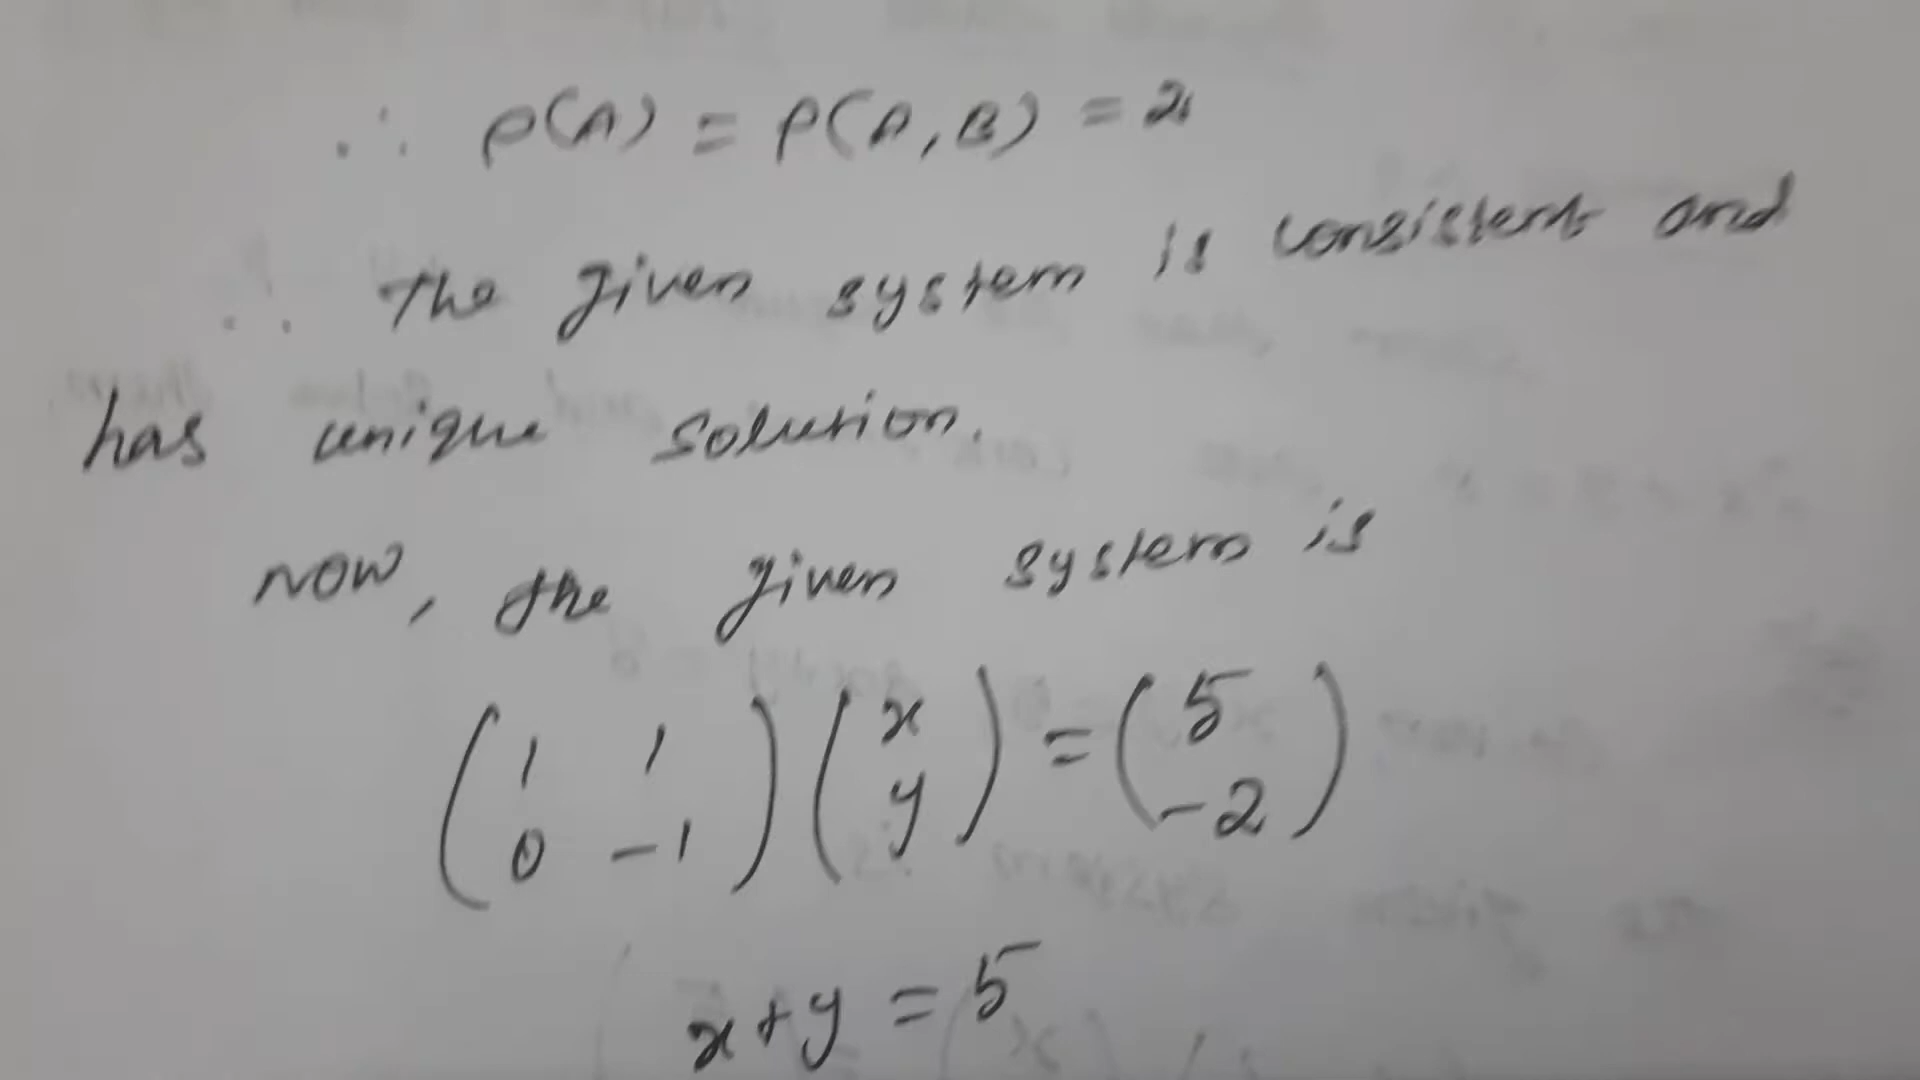 ∴ ρ(A) = ρ(A, B) = 2
∴ The given system is consistent and
has unique solution.
Now, the given system is
( 1 1 ) ( x ) = ( 5 )
( 0 -1 ) ( y ) ( -2 )
x+y = 5